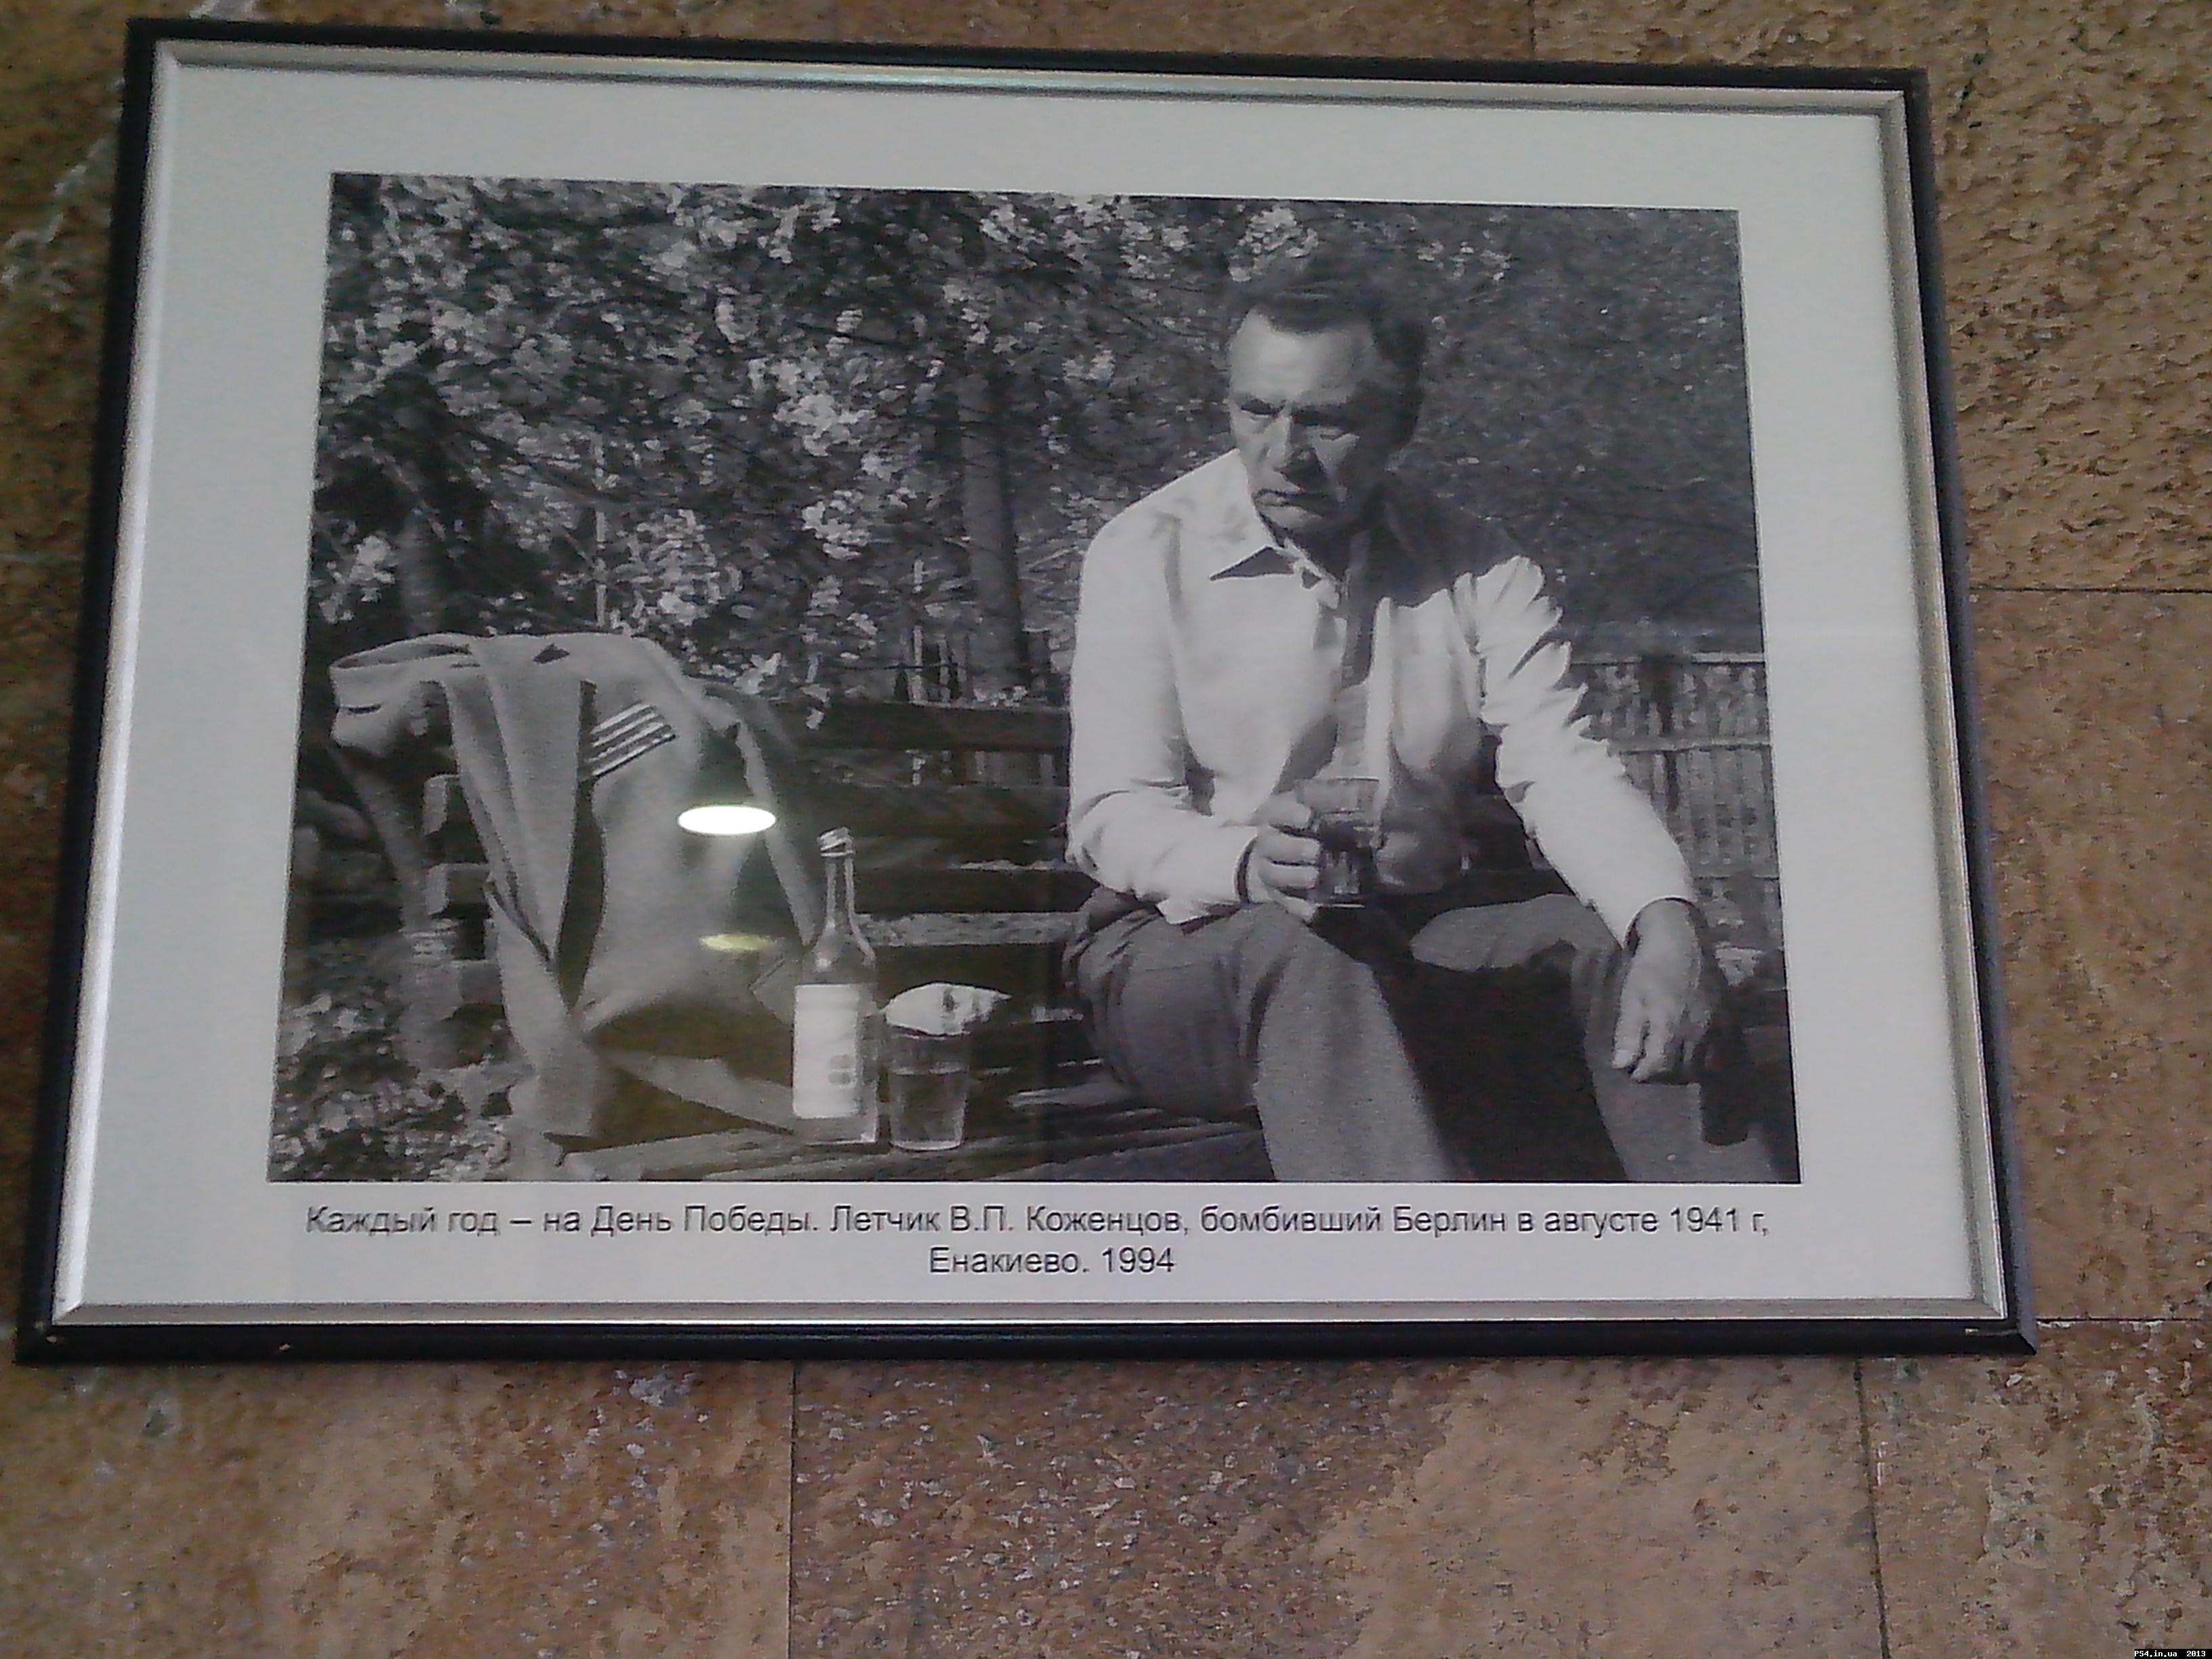 Каждый год – на День Победы. Летчик В.П. Коженцов, бомбивший Берлин в августе 1941 г,
Енакиево. 1994
PS4.in.ua 2013